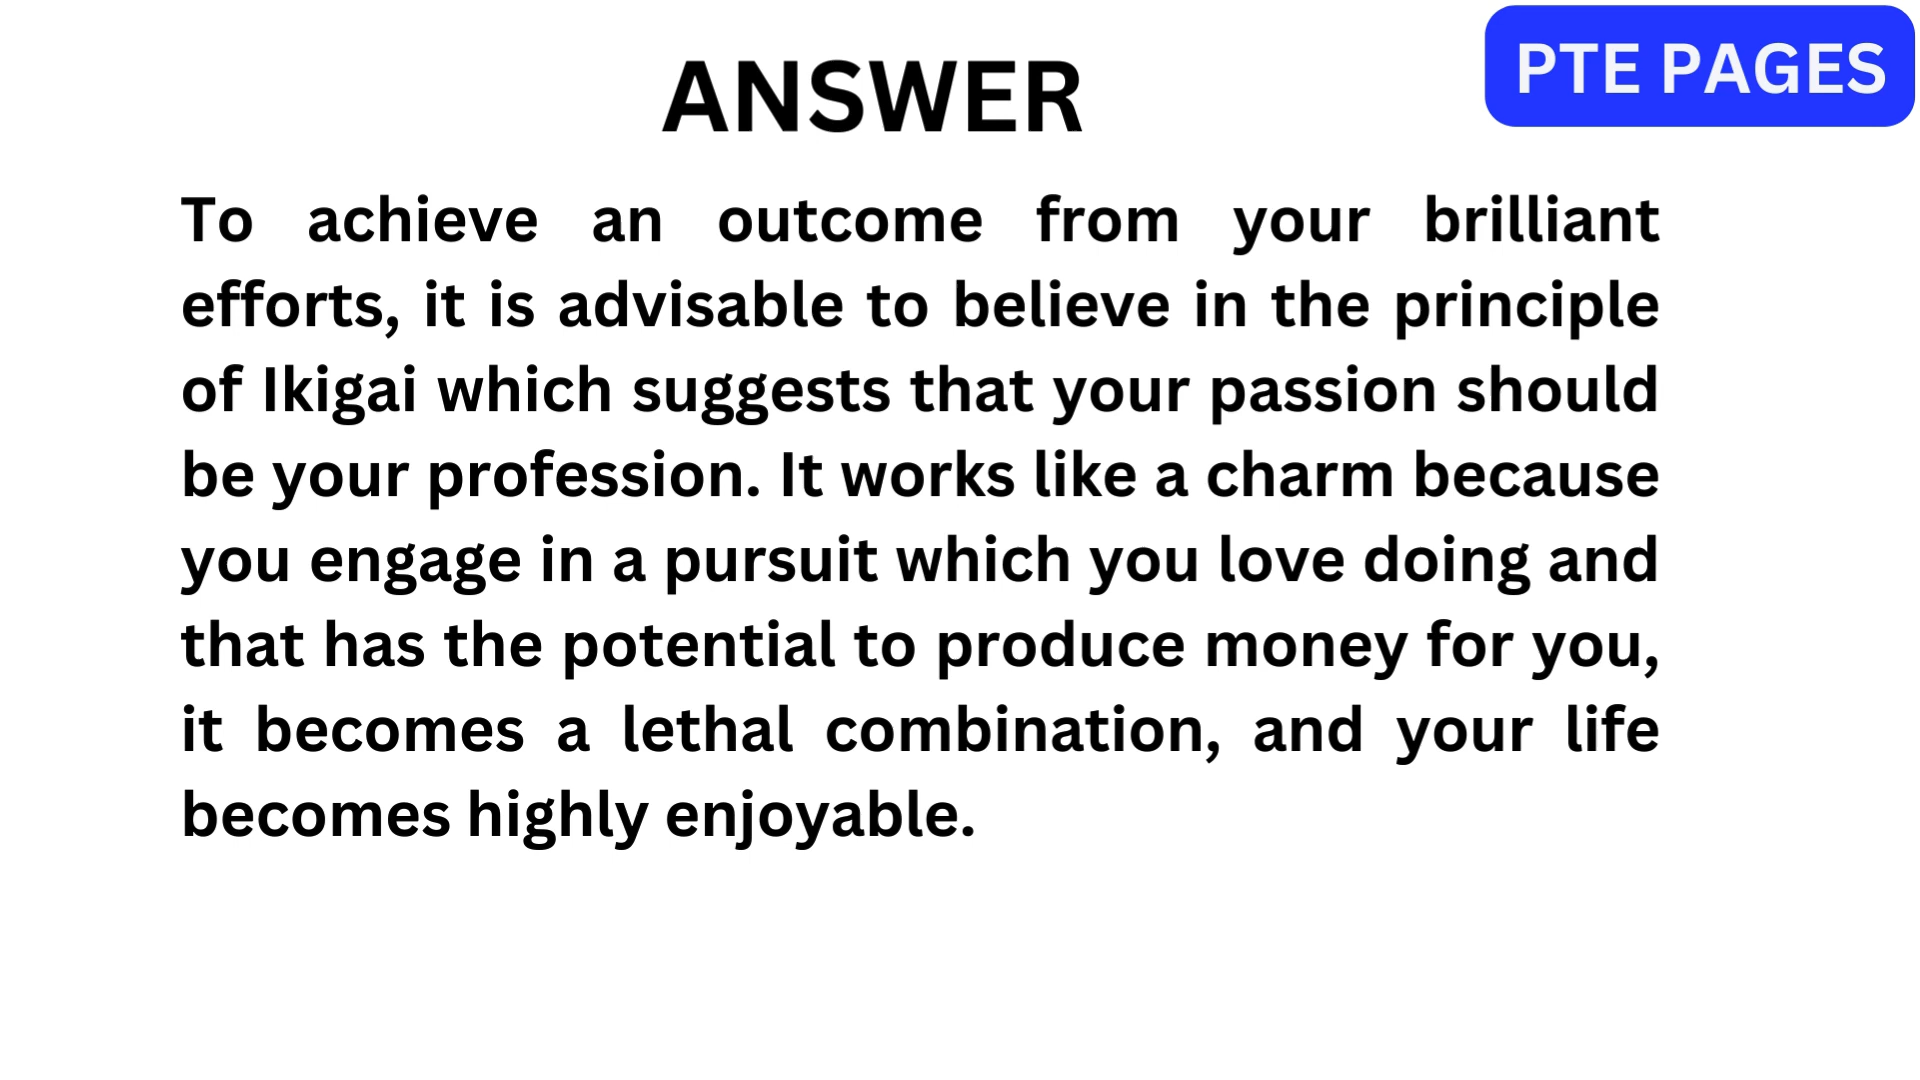 PTE PAGES
ANSWER
To achieve an outcome from your brilliant
efforts, it is advisable to believe in the principle
of Ikigai which suggests that your passion should
be your profession. It works like a charm because
you engage in a pursuit which you love doing and
that has the potential to produce money for you,
it becomes a lethal combination, and your life
becomes highly enjoyable.